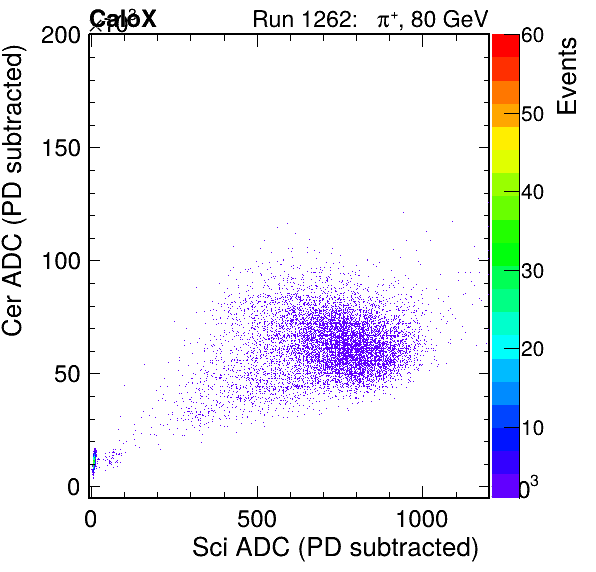 CalôX Run 1262: π⁺, 80 GeV
×10³
200
150
100
50
0
0 500 1000
Cer ADC (PD subtracted)
Sci ADC (PD subtracted)
60
50
40
30
20
10
0
Events